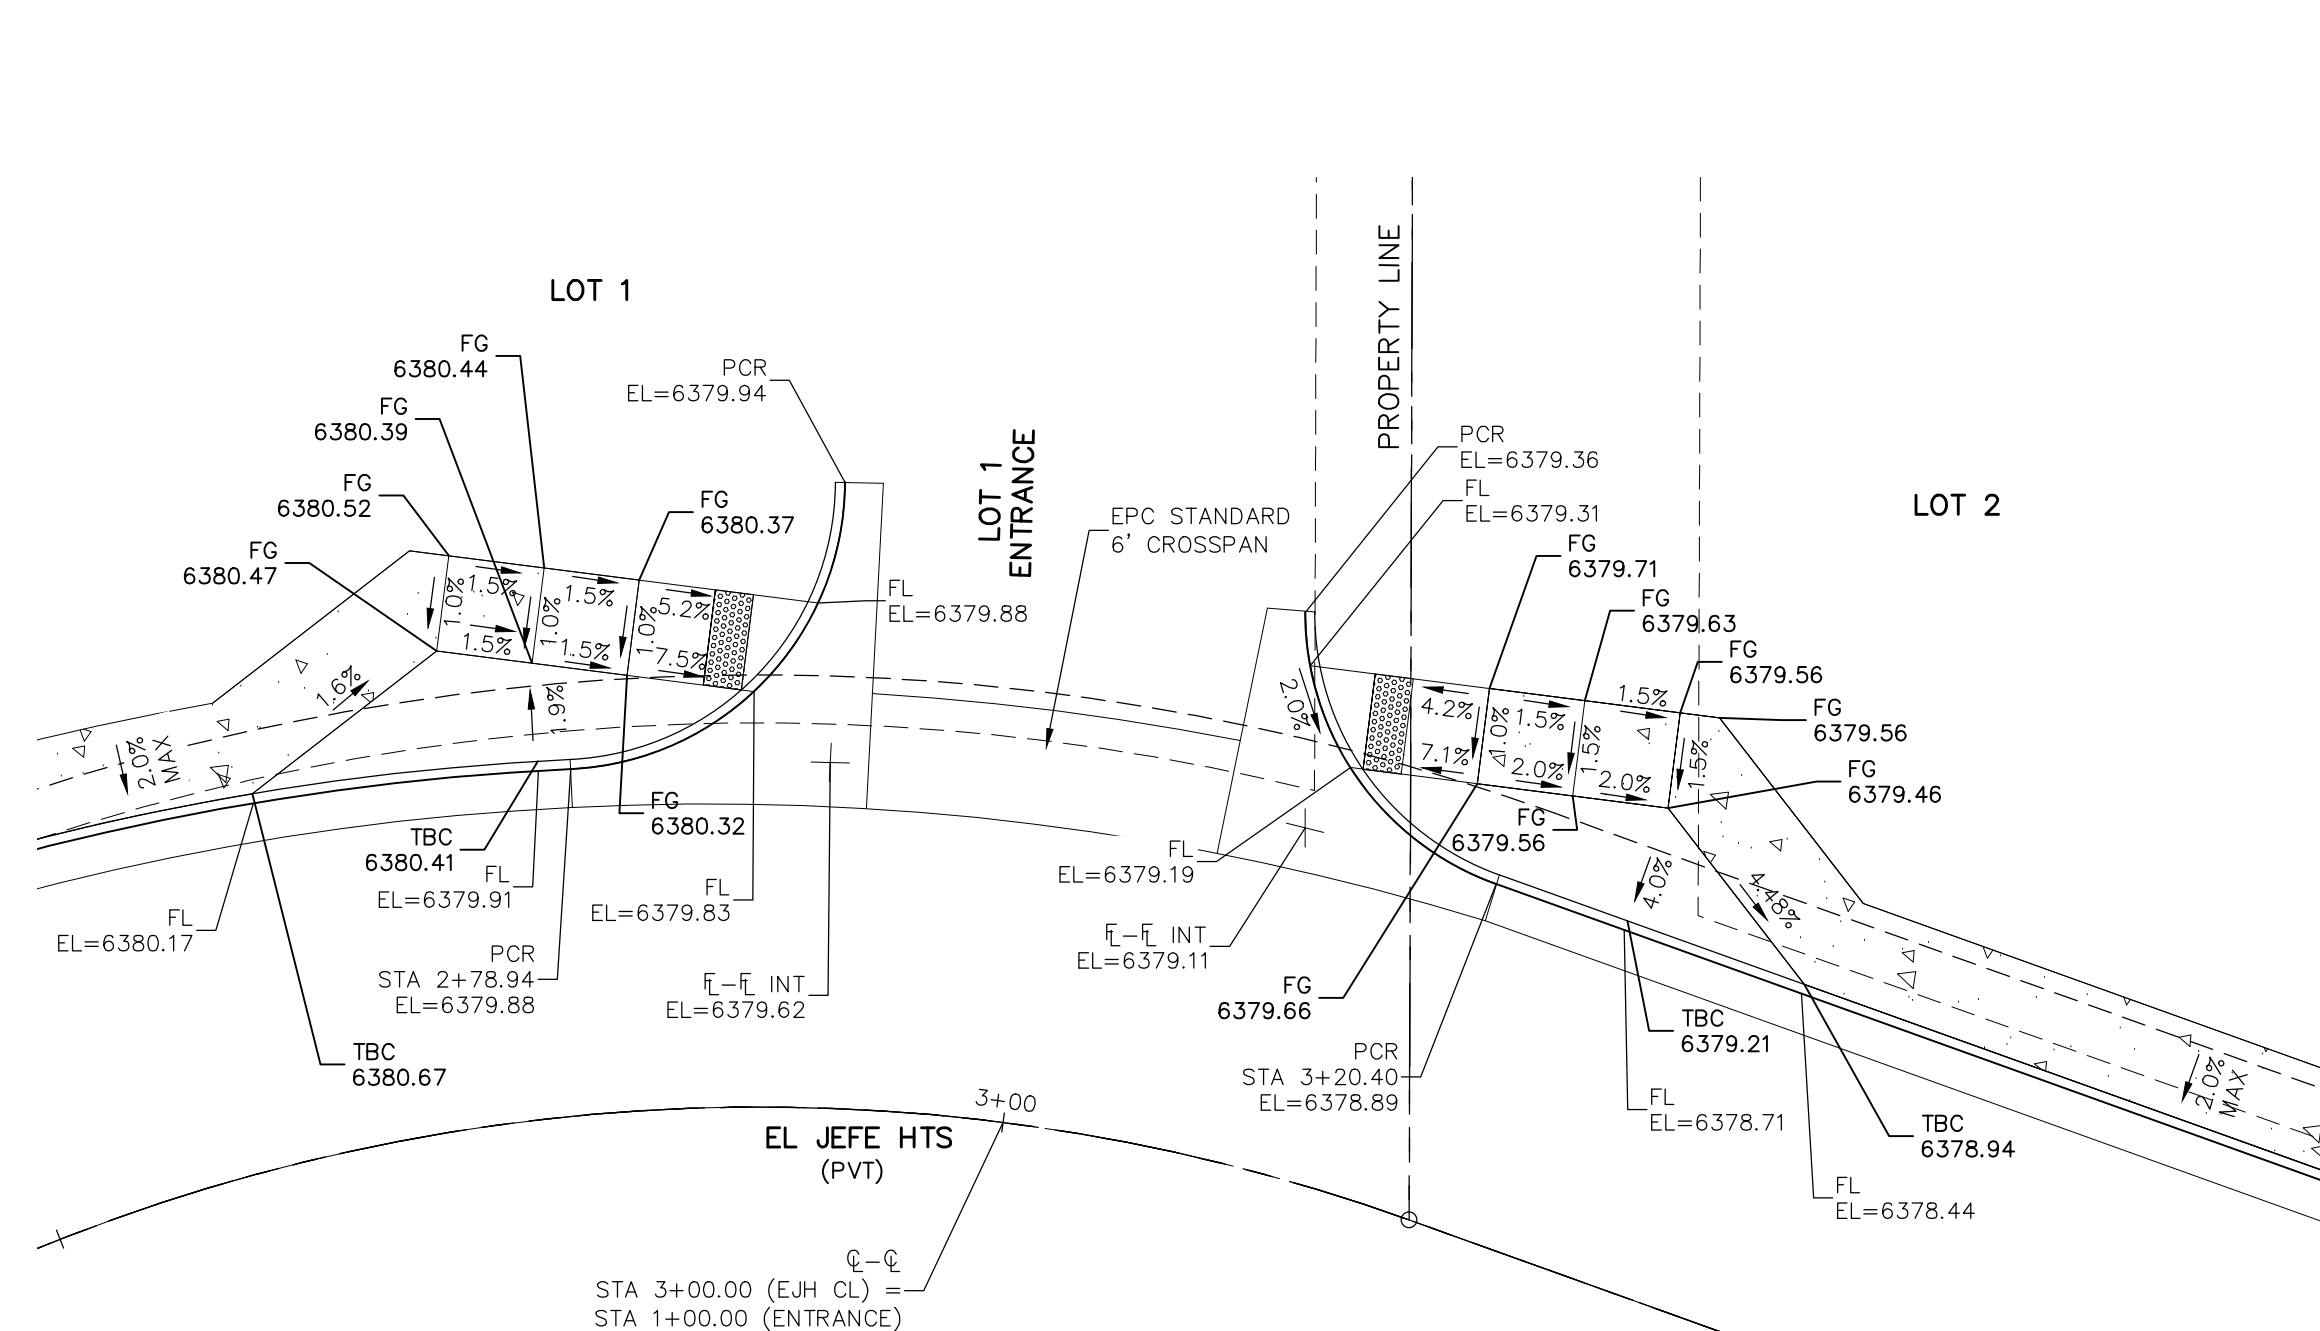 LOT 1
FG
6380.44
PCR
EL=6379.94
FG
6380.39
FG
6380.52
FG
6380.37
FG
6380.47
1.0%
1.5%
1.5%
1.0%
1.5%
1.5%
1.0%
5.2%
7.5%
FL
EL=6379.88
LOT 1
ENTRANCE
EPC STANDARD
6' CROSSPAN
PROPERTY LINE
PCR
EL=6379.36
FL
EL=6379.31
LOT 2
FG
6379.71
FG
6379.63
FG
6379.56
FG
6379.56
FG
6379.46
2.0%
4.2%
7.1%
1.0%
1.5%
2.0%
1.5%
1.5%
2.0%
1.5%
1.6%
1.9%
2.0%
MAX
FG
6380.32
TBC
6380.41
FL
EL=6379.91
FL
EL=6379.83
FL
EL=6380.17
PCR
STA 2+78.94
EL=6379.88
FL-FL INT
EL=6379.62
TBC
6380.67
FG
6379.56
FL
EL=6379.19
FL-FL INT
EL=6379.11
4.0%
4.48%
FG
6379.66
PCR
STA 3+20.40
EL=6378.89
TBC
6379.21
FL
EL=6378.71
2.0%
MAX
TBC
6378.94
FL
EL=6378.44
3+00
EL JEFE HTS
(PVT)
CL-CL
STA 3+00.00 (EJH CL) =
STA 1+00.00 (ENTRANCE)